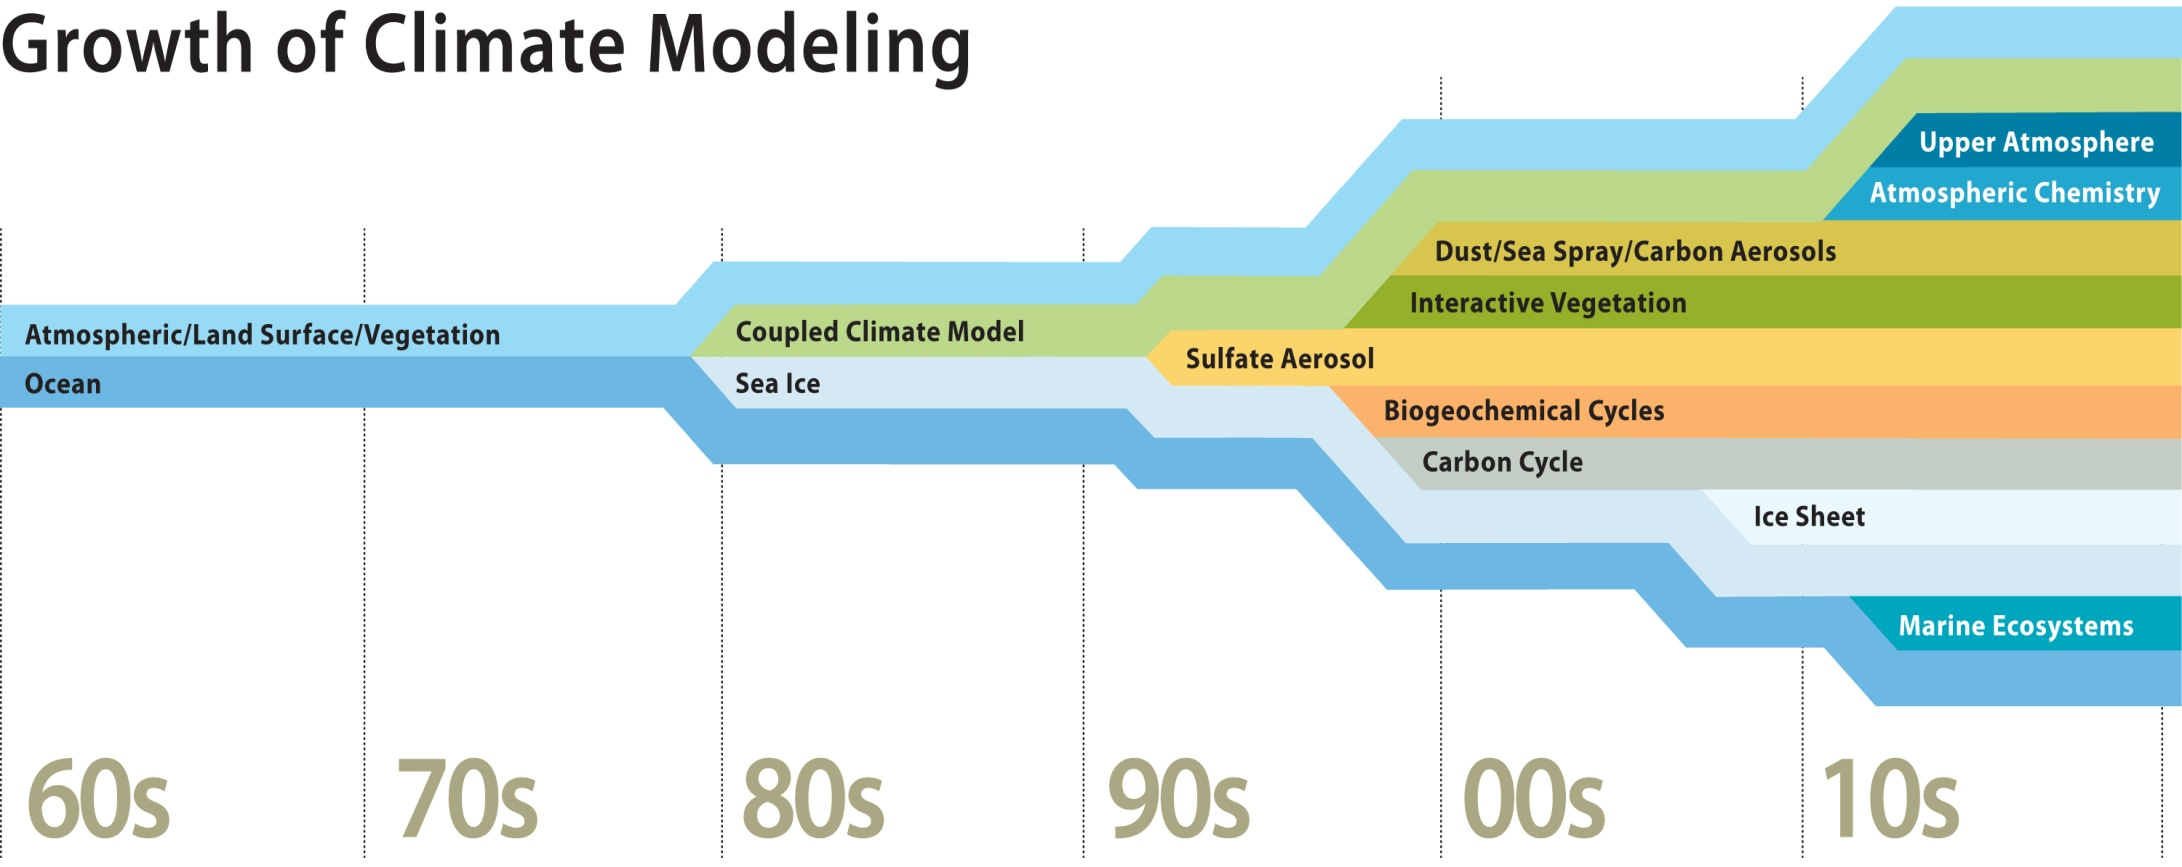 Growth of Climate Modeling
Upper Atmosphere
Atmospheric Chemistry
Dust/Sea Spray/Carbon Aerosols
Interactive Vegetation
Atmospheric/Land Surface/Vegetation
Coupled Climate Model
Sulfate Aerosol
Ocean
Sea Ice
Biogeochemical Cycles
Carbon Cycle
Ice Sheet
Marine Ecosystems
60s
70s
80s
90s
00s
10s